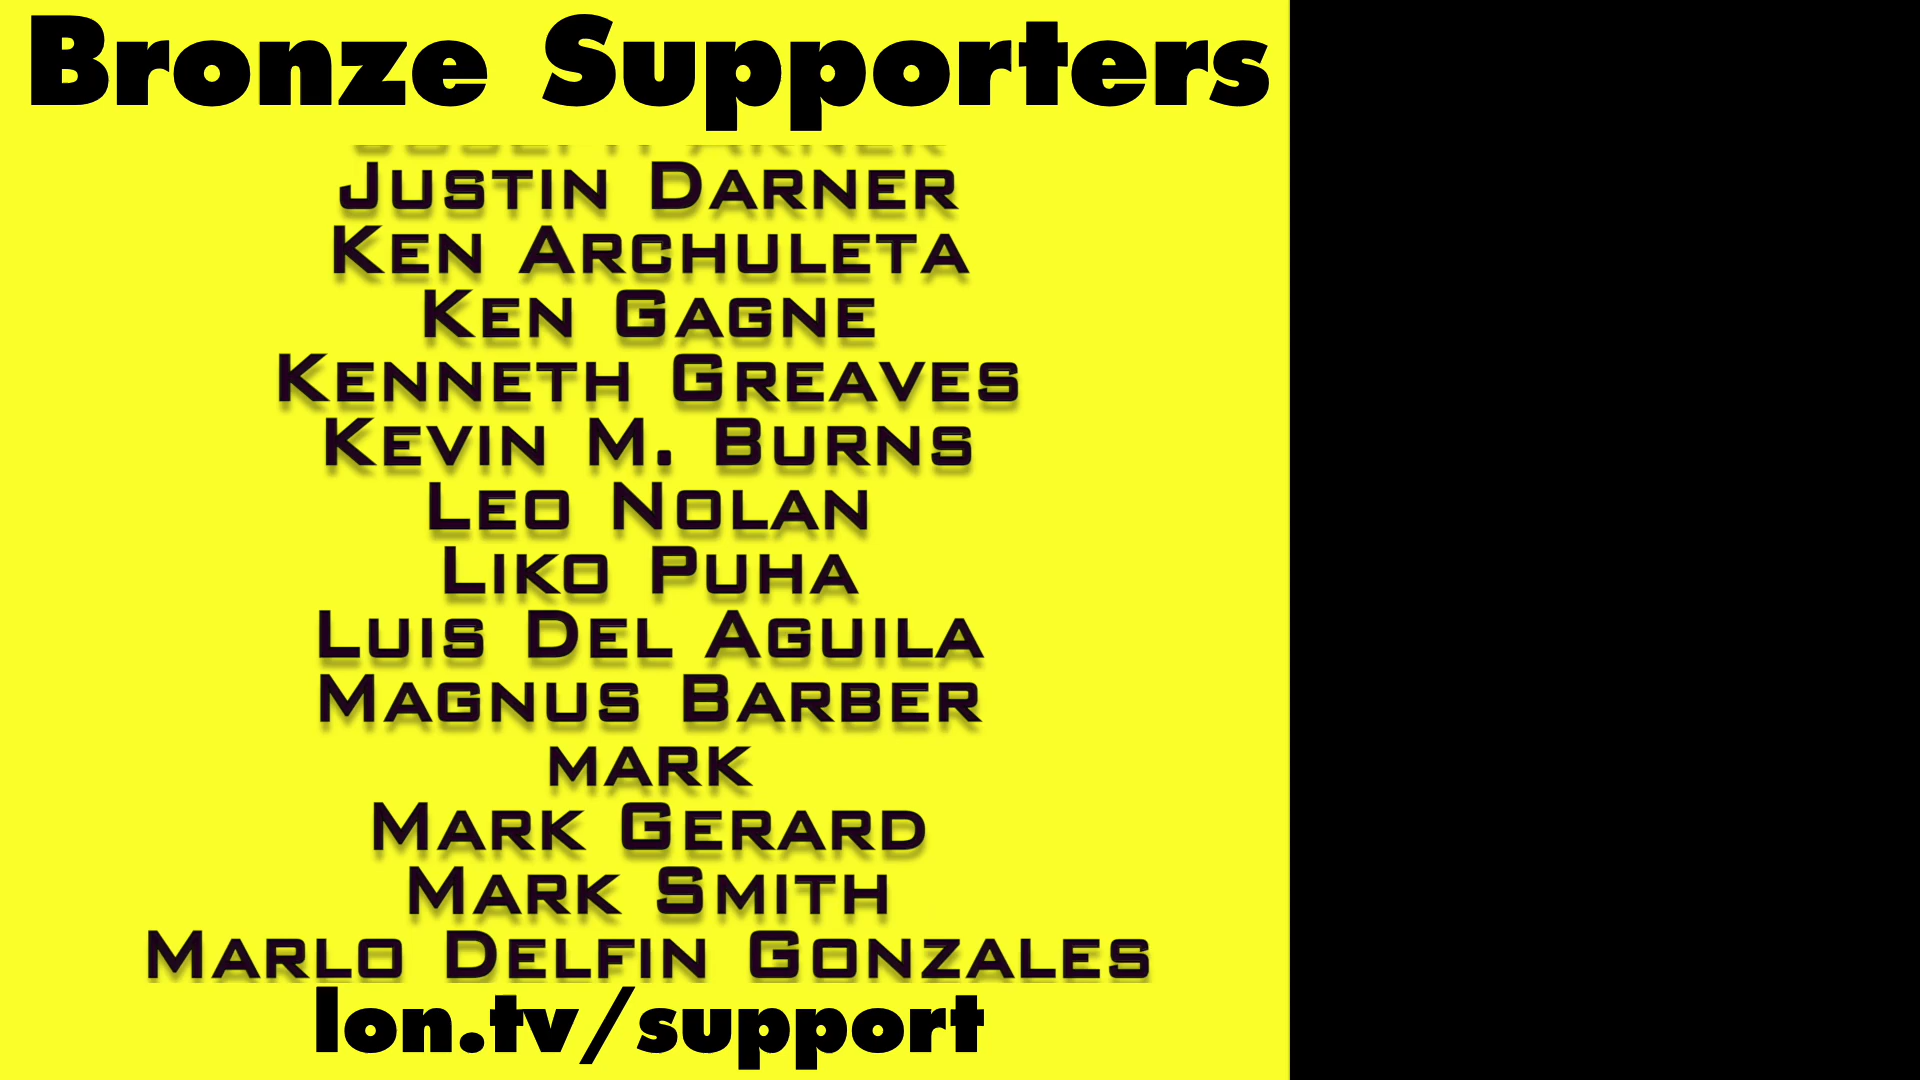 Bronze Supporters
Justin Darner
Ken Archuleta
Ken Gagne
Kenneth Greaves
Kevin M. Burns
Leo Nolan
Liko Puha
Luis Del Aguila
Magnus Barber
mark
Mark Gerard
Mark Smith
Marlo Delfin Gonzales
lon.tv/support